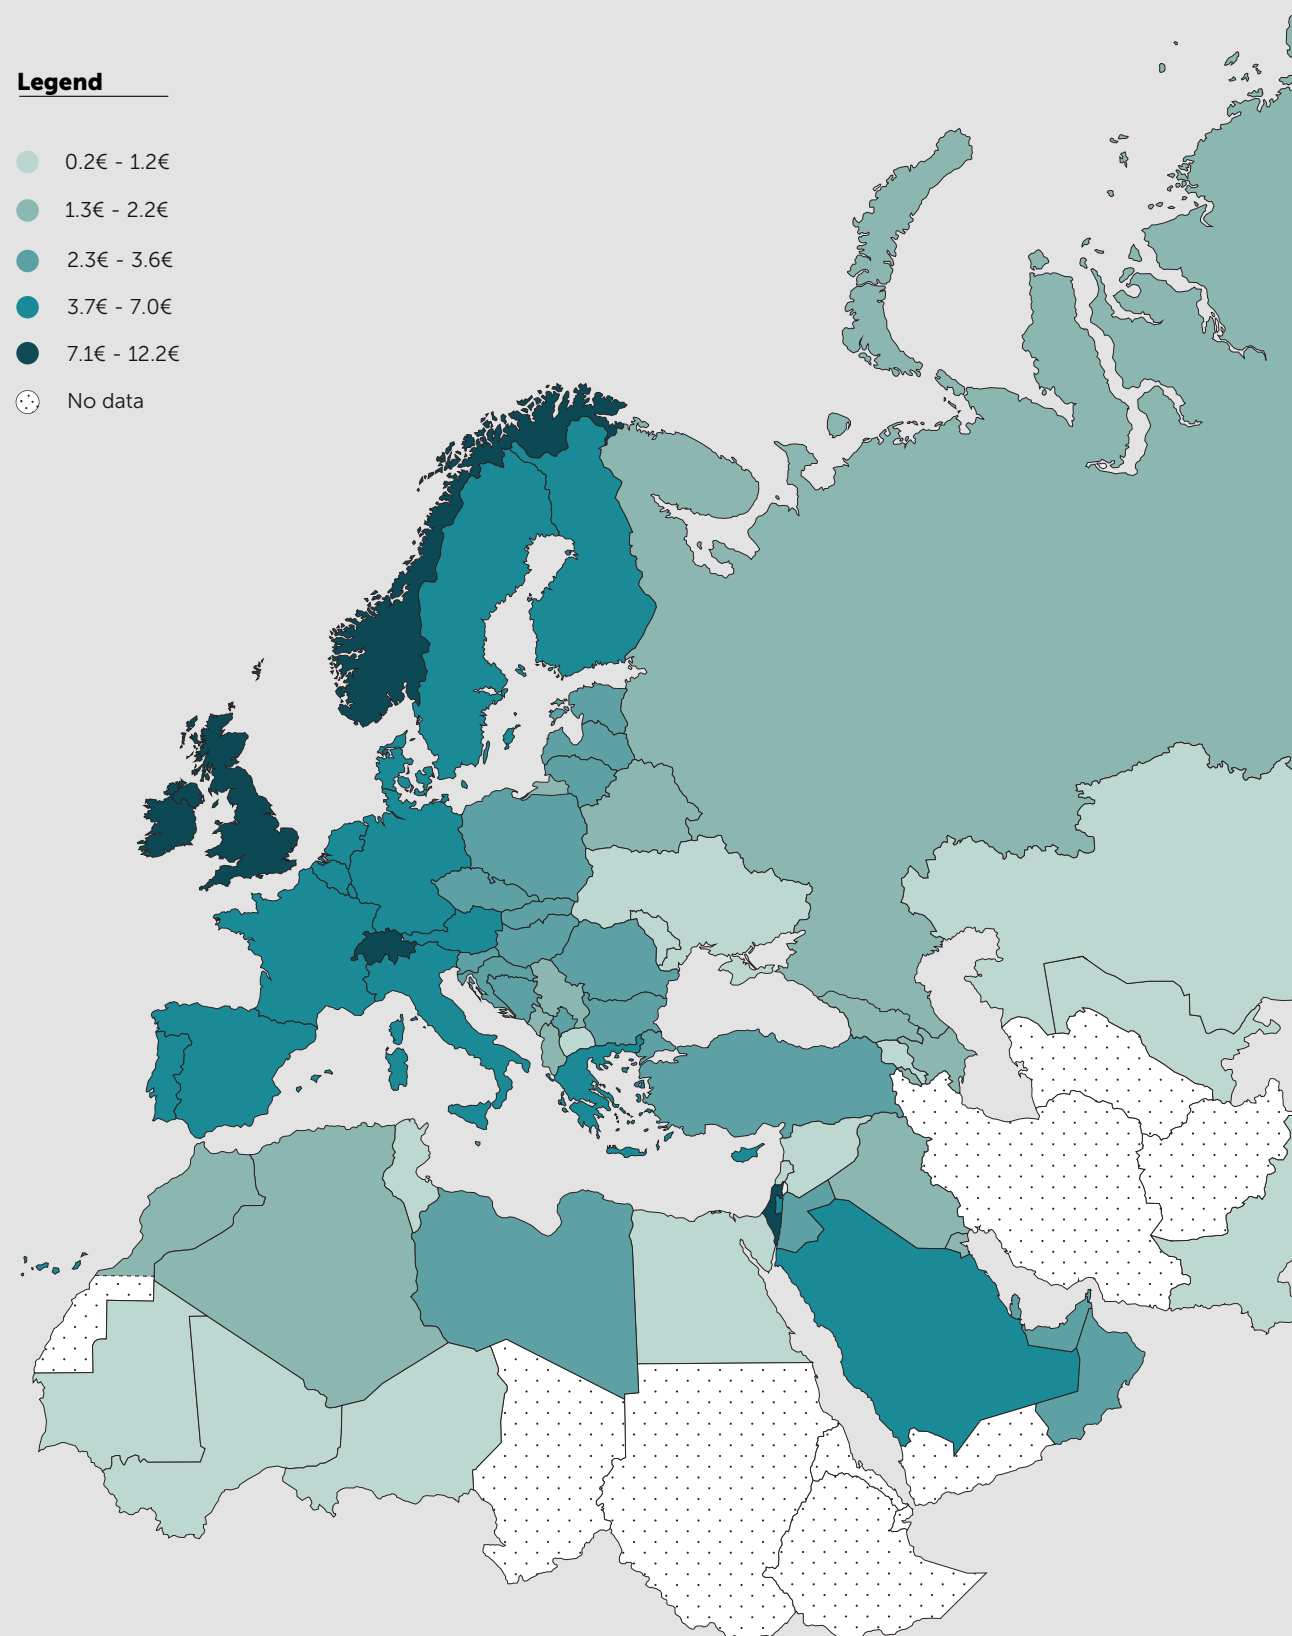 Legend
0.2€ - 1.2€
1.3€ - 2.2€
2.3€ - 3.6€
3.7€ - 7.0€
7.1€ - 12.2€
No data